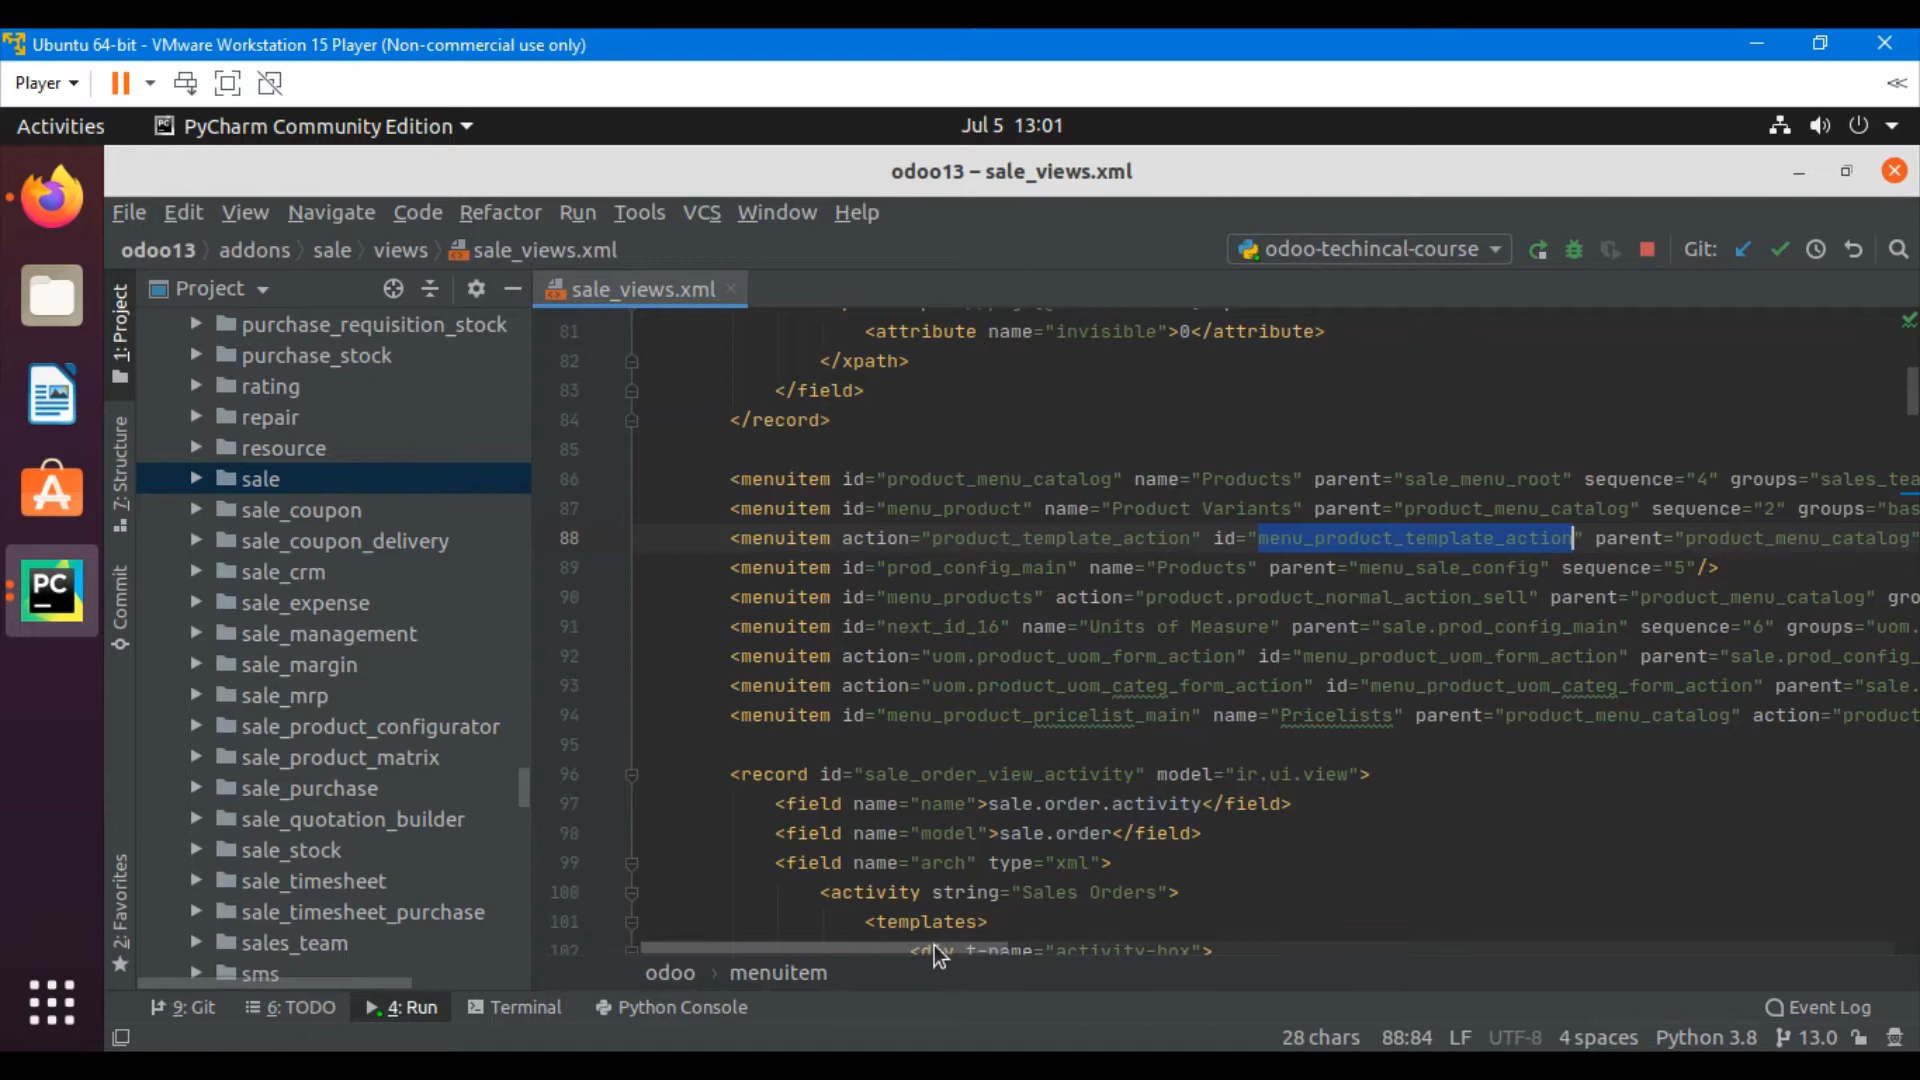 Ubuntu 64-bit - VMware Workstation 15 Player (Non-commercial use only)
Player
Activities PyCharm Community Edition Jul 5 13:01
odoo13 – sale_views.xml
File Edit View Navigate Code Refactor Run Tools VCS Window Help
odoo13 addons sale views sale_views.xml odoo-techincal-course Git:
Project sale_views.xml
1: Project
7: Structure
Commit
2: Favorites
purchase_requisition_stock
purchase_stock
rating
repair
resource
sale
sale_coupon
sale_coupon_delivery
sale_crm
sale_expense
sale_management
sale_margin
sale_mrp
sale_product_configurator
sale_product_matrix
sale_purchase
sale_quotation_builder
sale_stock
sale_timesheet
sale_timesheet_purchase
sales_team
sms
81 <attribute name="invisible">0</attribute>
82 </xpath>
83 </field>
84 </record>
85
86 <menuitem id="product_menu_catalog" name="Products" parent="sale_menu_root" sequence="4" groups="sales_tea
87 <menuitem id="menu_product" name="Product Variants" parent="product_menu_catalog" sequence="2" groups="bas
88 <menuitem action="product_template_action" id="menu_product_template_action" parent="product_menu_catalog"
89 <menuitem id="prod_config_main" name="Products" parent="menu_sale_config" sequence="5"/>
90 <menuitem id="menu_products" action="product.product_normal_action_sell" parent="product_menu_catalog" gro
91 <menuitem id="next_id_16" name="Units of Measure" parent="sale.prod_config_main" sequence="6" groups="uom.
92 <menuitem action="uom.product_uom_form_action" id="menu_product_uom_form_action" parent="sale.prod_config_
93 <menuitem action="uom.product_uom_categ_form_action" id="menu_product_uom_categ_form_action" parent="sale.
94 <menuitem id="menu_product_pricelist_main" name="Pricelists" parent="product_menu_catalog" action="product
95
96 <record id="sale_order_view_activity" model="ir.ui.view">
97 <field name="name">sale.order.activity</field>
98 <field name="model">sale.order</field>
99 <field name="arch" type="xml">
100 <activity string="Sales Orders">
101 <templates>
102 <div t-name="activity-box">
odoo menuitem
9: Git 6: TODO 4: Run Terminal Python Console Event Log
28 chars 88:84 LF UTF-8 4 spaces Python 3.8 13.0